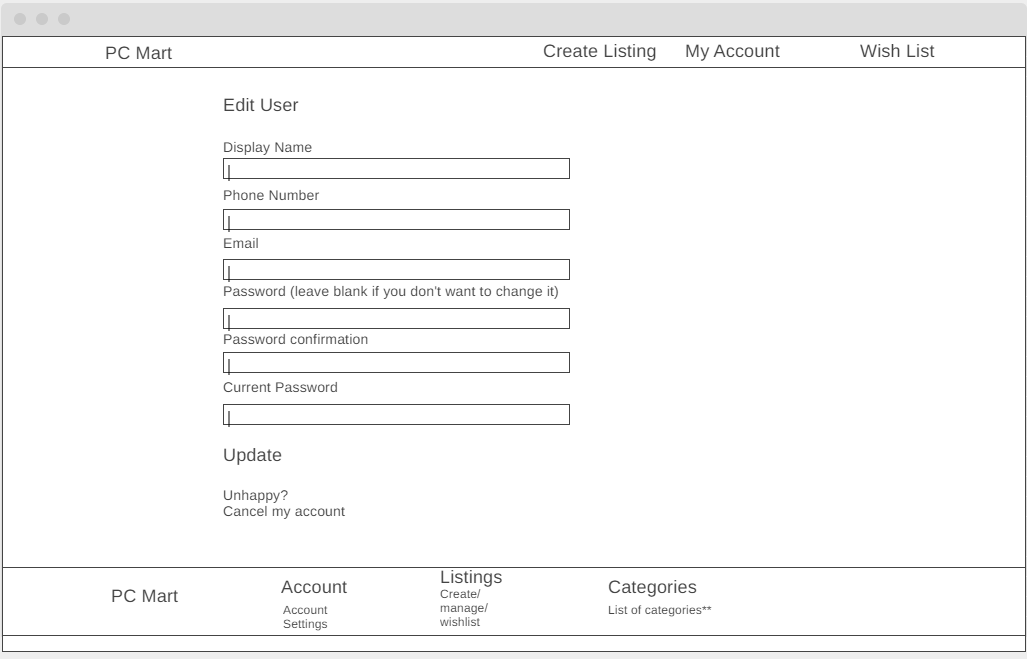 PC Mart
Create Listing
My Account
Wish List
Edit User
Display Name
Phone Number
Email
Password (leave blank if you don't want to change it)
Password confirmation
Current Password
Update
Unhappy?
Cancel my account
PC Mart
Account
Account
Settings
Listings
Create/
manage/
wishlist
Categories
List of categories**